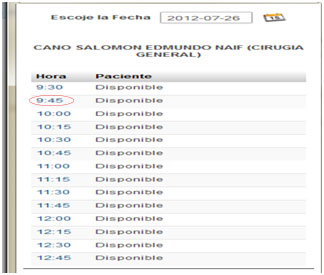 Escoje la Fecha 2012-07-26
CANO SALOMON EDMUNDO NAIF (CIRUGIA
GENERAL)
Hora Paciente
9:30 Disponible
9:45 Disponible
10:00 Disponible
10:15 Disponible
10:30 Disponible
10:45 Disponible
11:00 Disponible
11:15 Disponible
11:30 Disponible
11:45 Disponible
12:00 Disponible
12:15 Disponible
12:30 Disponible
12:45 Disponible